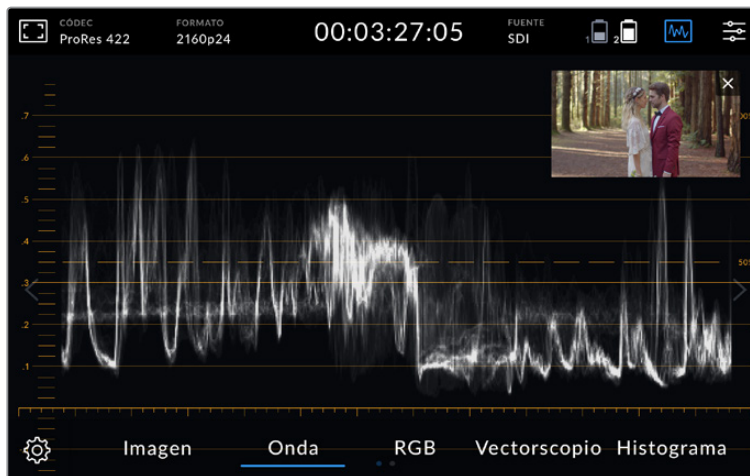 CÓDEC
ProRes 422
FORMATO
2160p24
00:03:27:05
FUENTE
SDI
1
2
.7
.6
.5
.4
.3
.2
.1
50%
Imagen
Onda
RGB
Vectorscopio
Histograma